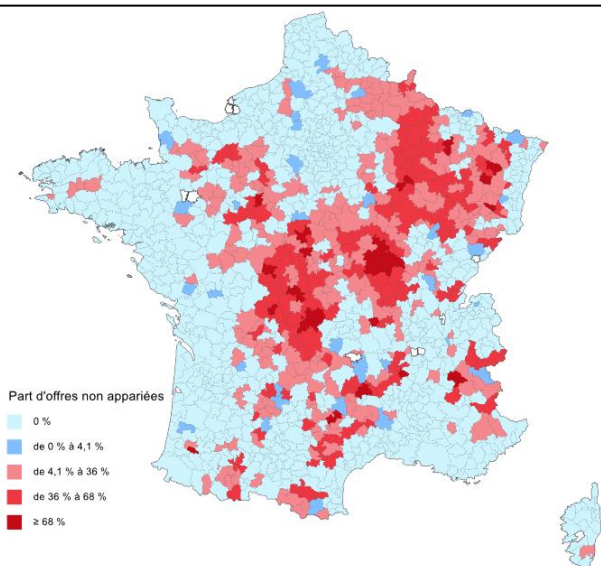 Part d'offres non appariées
0 %
de 0 % à 4,1 %
de 4,1 % à 36 %
de 36 % à 68 %
≥ 68 %